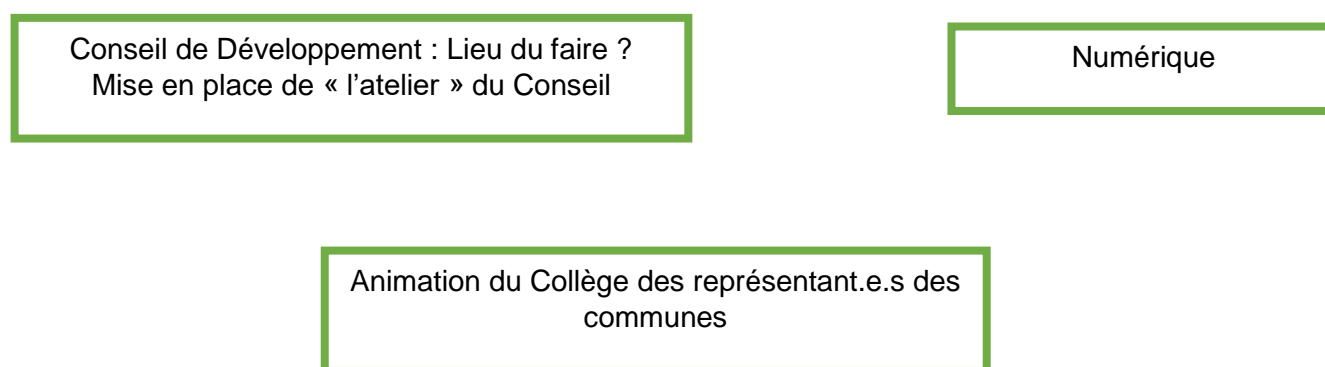 Conseil de Développement : Lieu du faire ?
Mise en place de « l’atelier » du Conseil
Numérique
Animation du Collège des représentant.e.s des
communes